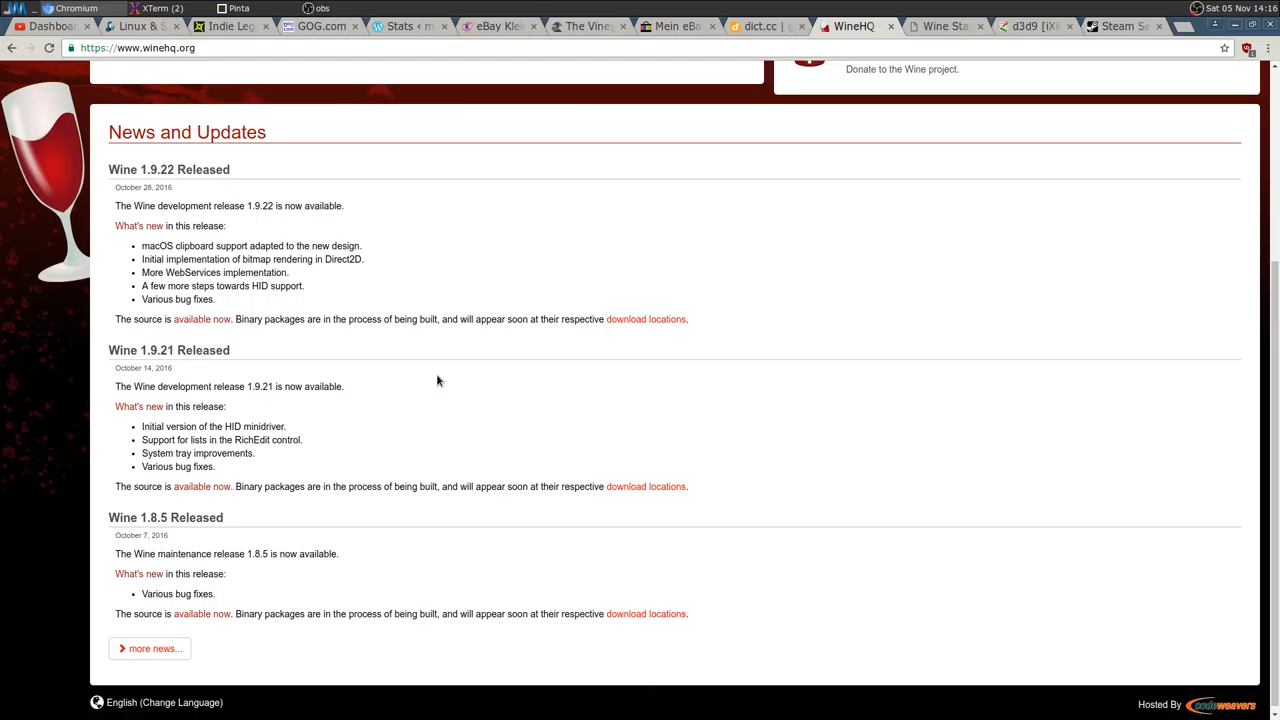 Chromium
XTerm (2)
Pinta
obs
Sat 05 Nov 14:16
Dashboar
Linux & S
Indie Leg
GOG.com
Stats ‹ m
eBay Klei
The Viney
Mein eBa
dict.cc | g
WineHQ -
Wine Sta
d3d9 [iXi
Steam Se
https://www.winehq.org
Donate to the Wine project.
News and Updates
Wine 1.9.22 Released
October 28, 2016
The Wine development release 1.9.22 is now available.
What's new in this release:
• macOS clipboard support adapted to the new design.
• Initial implementation of bitmap rendering in Direct2D.
• More WebServices implementation.
• A few more steps towards HID support.
• Various bug fixes.
The source is available now. Binary packages are in the process of being built, and will appear soon at their respective download locations.
Wine 1.9.21 Released
October 14, 2016
The Wine development release 1.9.21 is now available.
What's new in this release:
• Initial version of the HID minidriver.
• Support for lists in the RichEdit control.
• System tray improvements.
• Various bug fixes.
The source is available now. Binary packages are in the process of being built, and will appear soon at their respective download locations.
Wine 1.8.5 Released
October 7, 2016
The Wine maintenance release 1.8.5 is now available.
What's new in this release:
• Various bug fixes.
The source is available now. Binary packages are in the process of being built, and will appear soon at their respective download locations.
more news...
English (Change Language)
Hosted By codeweavers